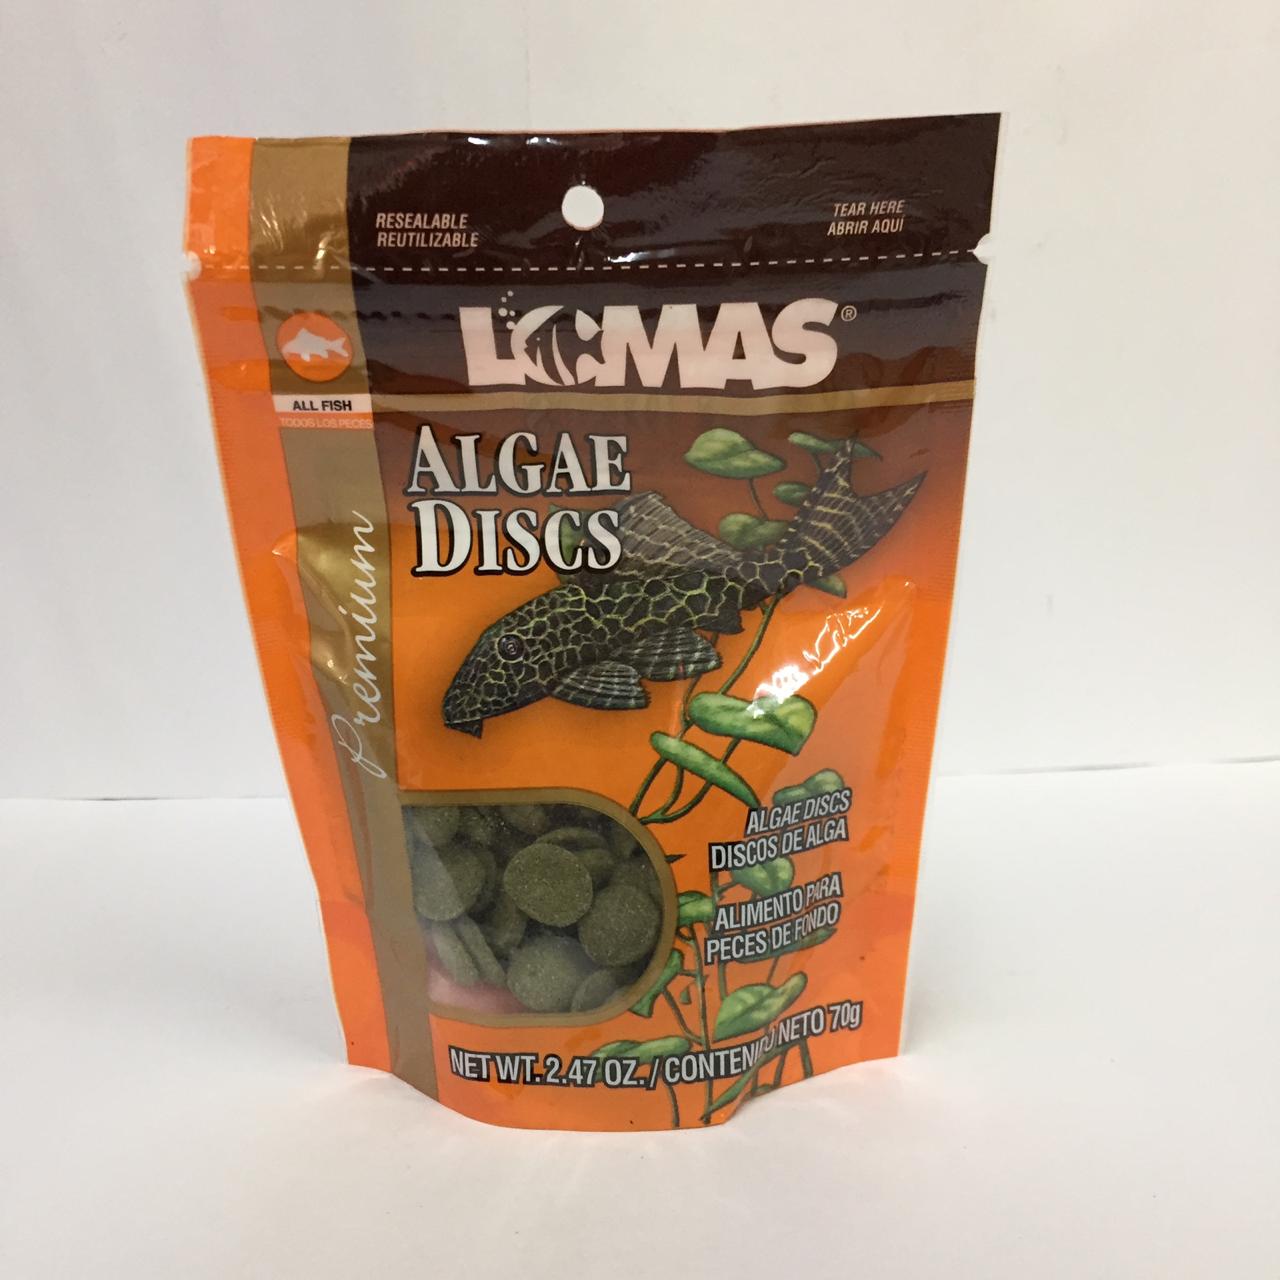 RESEALABLE
REUTILIZABLE
TEAR HERE
ABRIR AQUÍ
LOMAS®
ALL FISH
TODOS LOS PECES
ALGAE
DISCS
Premium
ALGAE DISCS
DISCOS DE ALGA
ALIMENTO PARA
PECES DE FONDO
NET WT. 2.47 OZ. / CONTENIDO NETO 70g